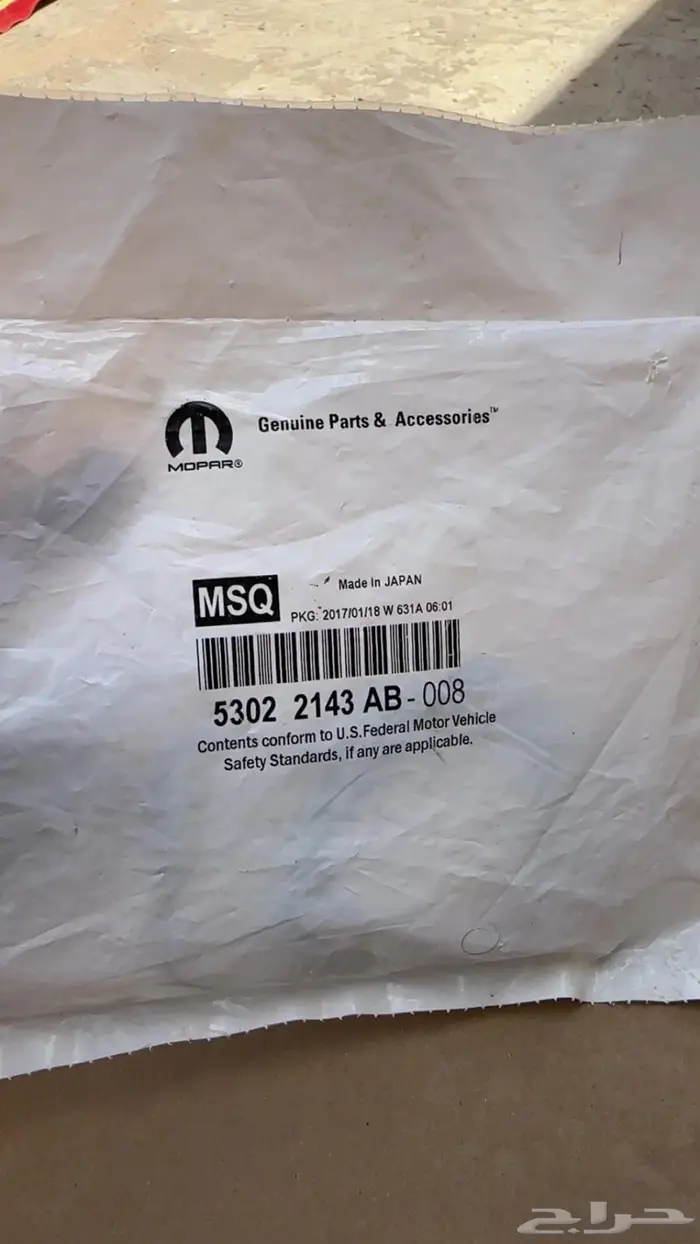 Genuine Parts & Accessories™
MOPAR®
MSQ
Made In JAPAN
PKG: 2017/01/18 W 631A 06:01
5302 2143 AB - 008
Contents conform to U.S.Federal Motor Vehicle
Safety Standards, if any are applicable.
حراج